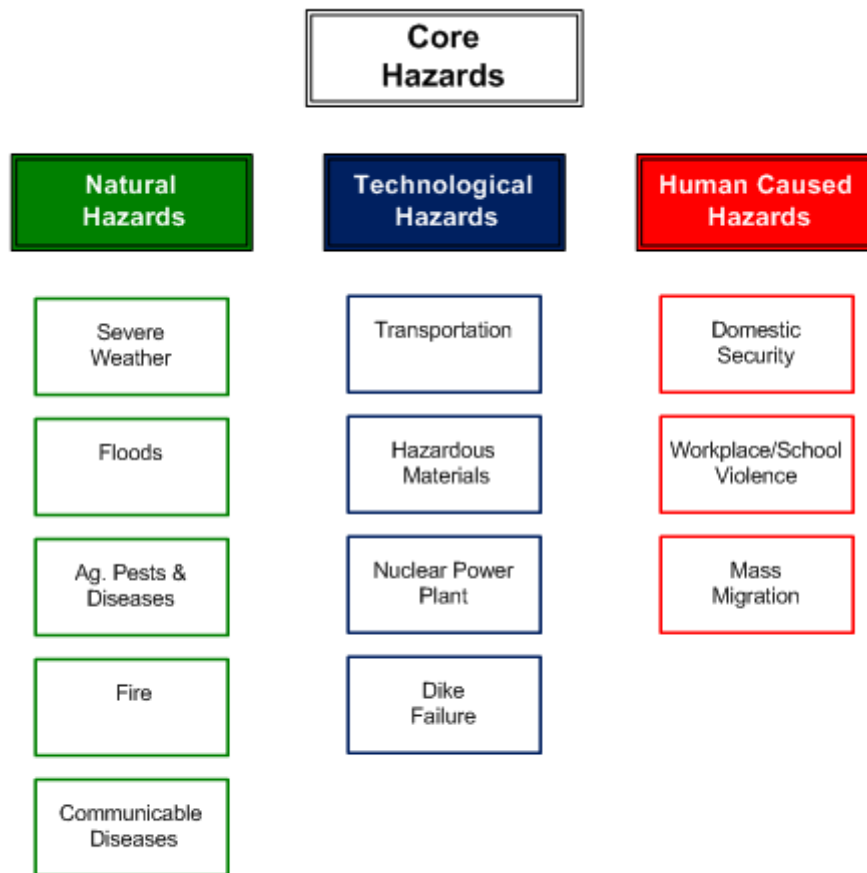 Core
Hazards
Natural
Hazards
Technological
Hazards
Human Caused
Hazards
Severe
Weather
Floods
Ag. Pests &
Diseases
Fire
Communicable
Diseases
Transportation
Hazardous
Materials
Nuclear Power
Plant
Dike
Failure
Domestic
Security
Workplace/School
Violence
Mass
Migration